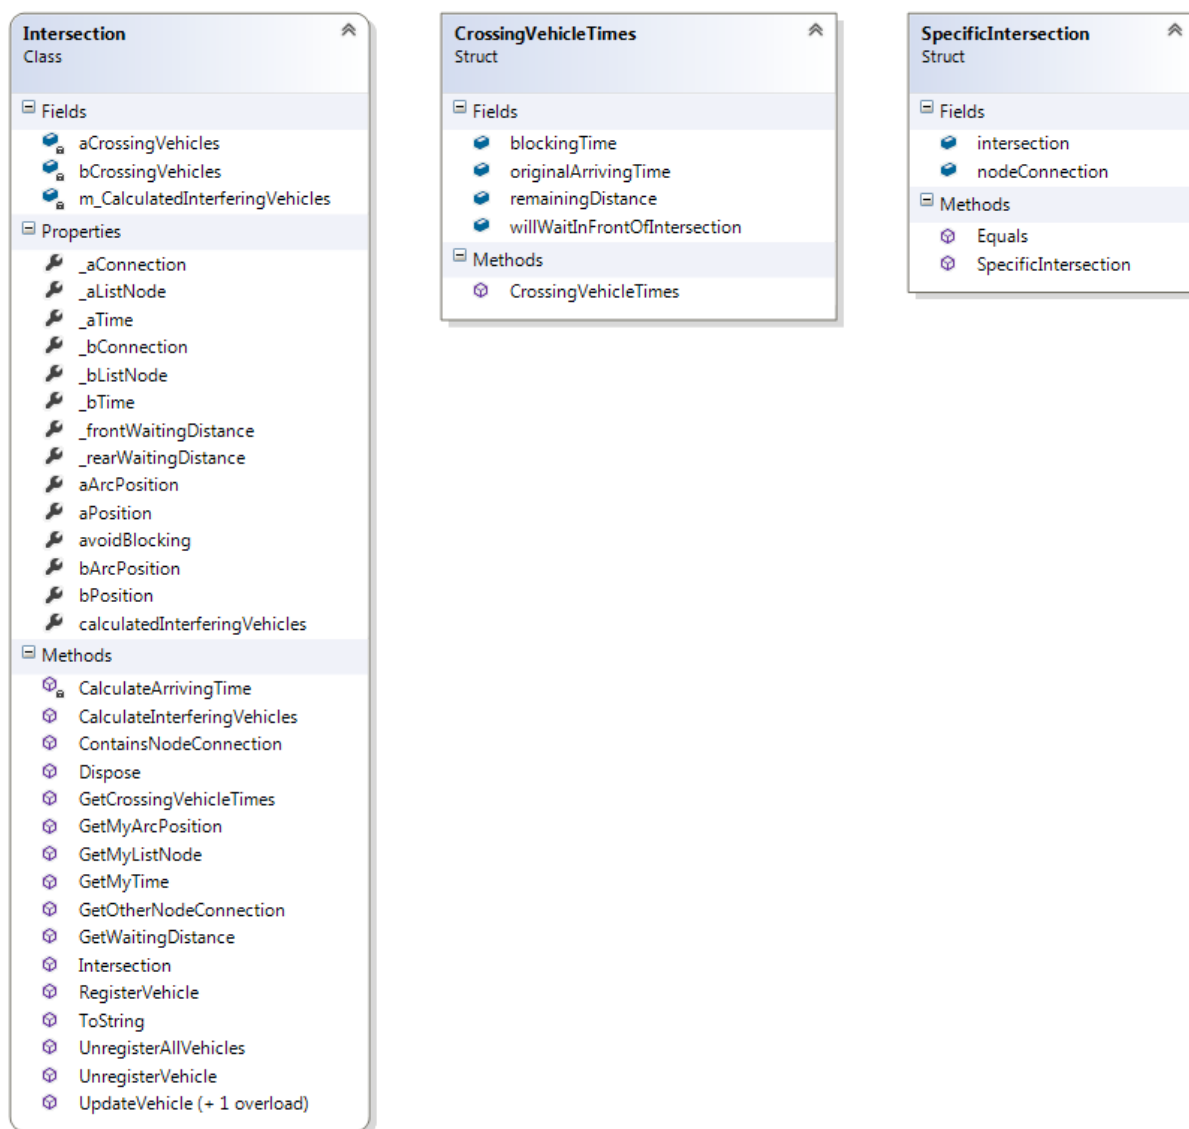 Intersection
Class
Fields
aCrossingVehicles
bCrossingVehicles
m_CalculatedInterferingVehicles
Properties
_aConnection
_aListNode
_aTime
_bConnection
_bListNode
_bTime
_frontWaitingDistance
_rearWaitingDistance
aArcPosition
aPosition
avoidBlocking
bArcPosition
bPosition
calculatedInterferingVehicles
Methods
CalculateArrivingTime
CalculateInterferingVehicles
ContainsNodeConnection
Dispose
GetCrossingVehicleTimes
GetMyArcPosition
GetMyListNode
GetMyTime
GetOtherNodeConnection
GetWaitingDistance
Intersection
RegisterVehicle
ToString
UnregisterAllVehicles
UnregisterVehicle
UpdateVehicle (+ 1 overload)
CrossingVehicleTimes
Struct
Fields
blockingTime
originalArrivingTime
remainingDistance
willWaitInFrontOfIntersection
Methods
CrossingVehicleTimes
SpecificIntersection
Struct
Fields
intersection
nodeConnection
Methods
Equals
SpecificIntersection